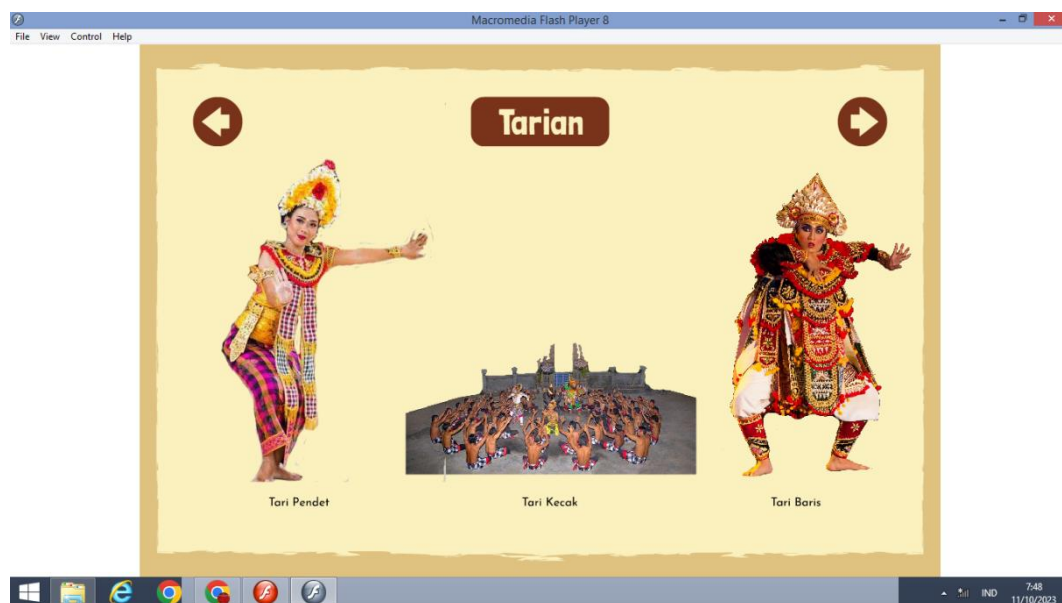 Macromedia Flash Player 8
File View Control Help
Tarian
Tari Pendet
Tari Kecak
Tari Baris
IND
7:48
11/10/2023